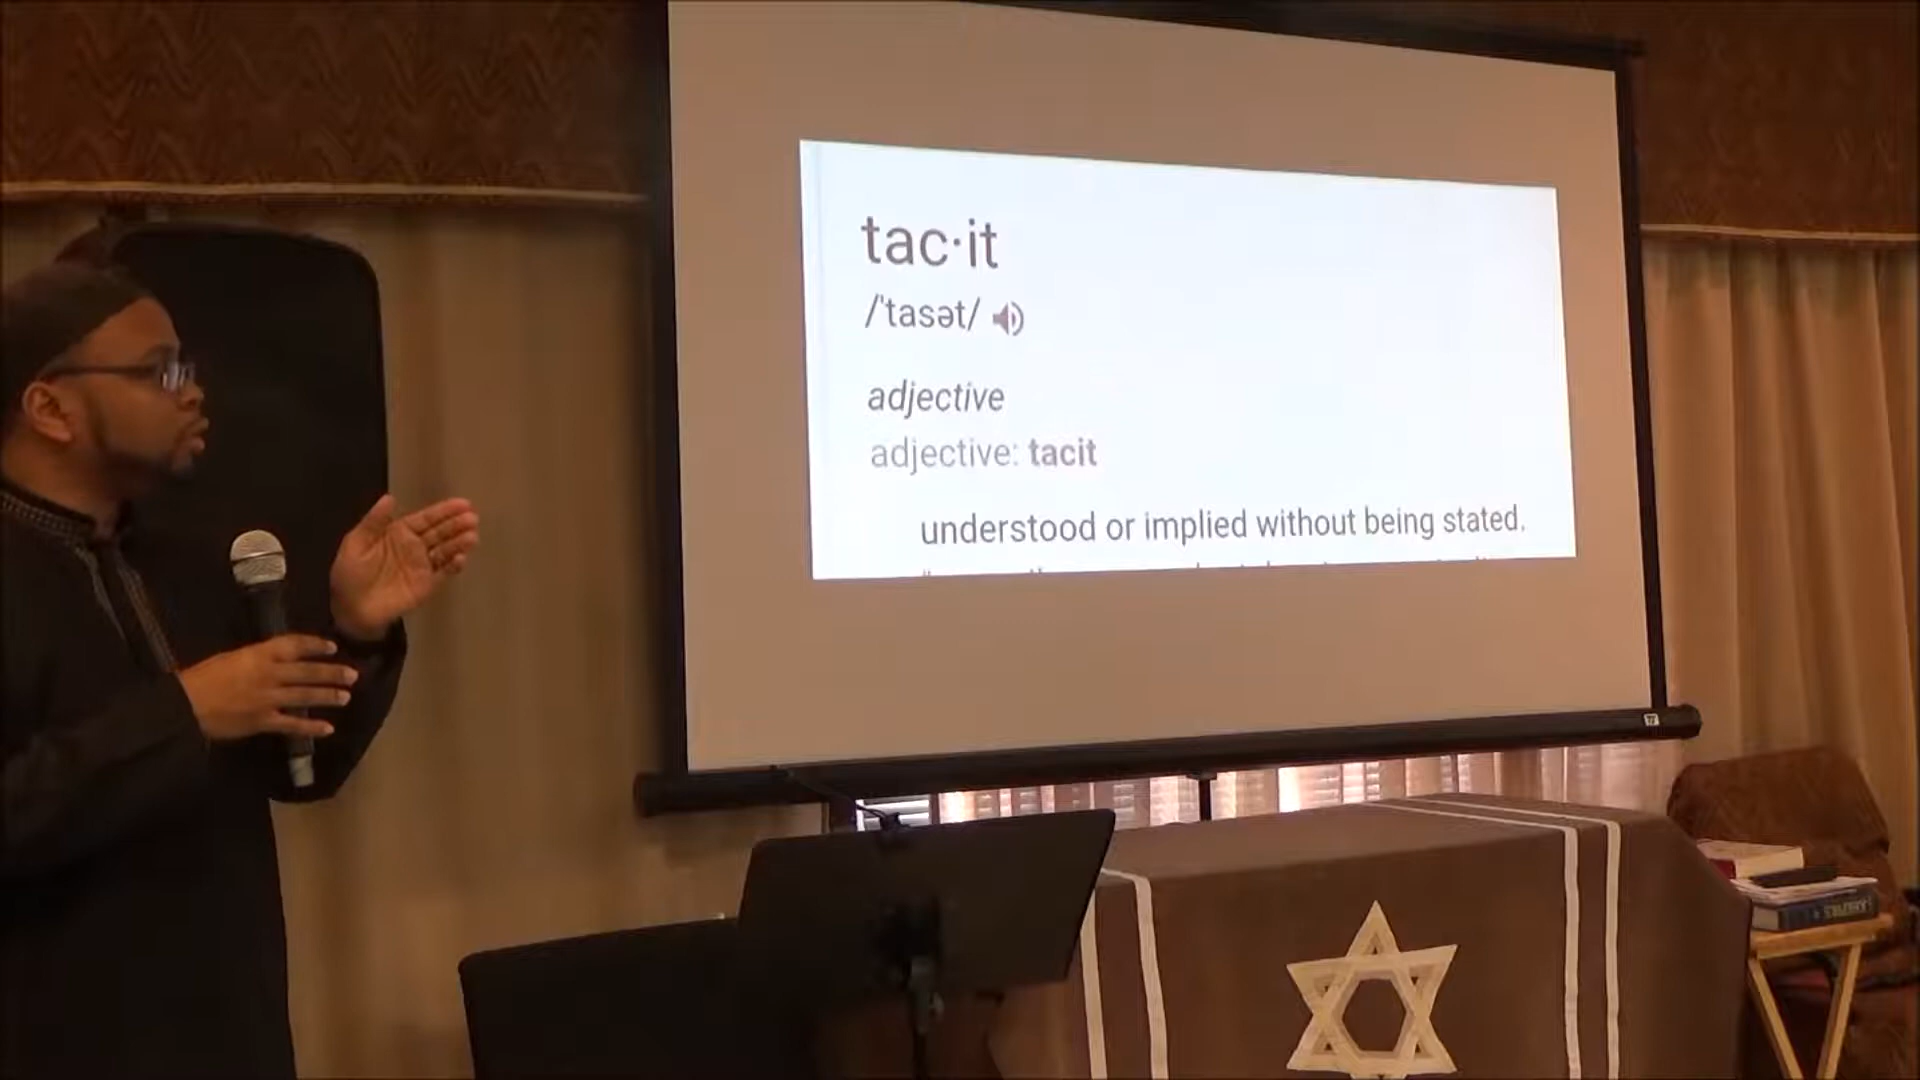 tac·it
/ˈtasət/
adjective
adjective: tacit
understood or implied without being stated.